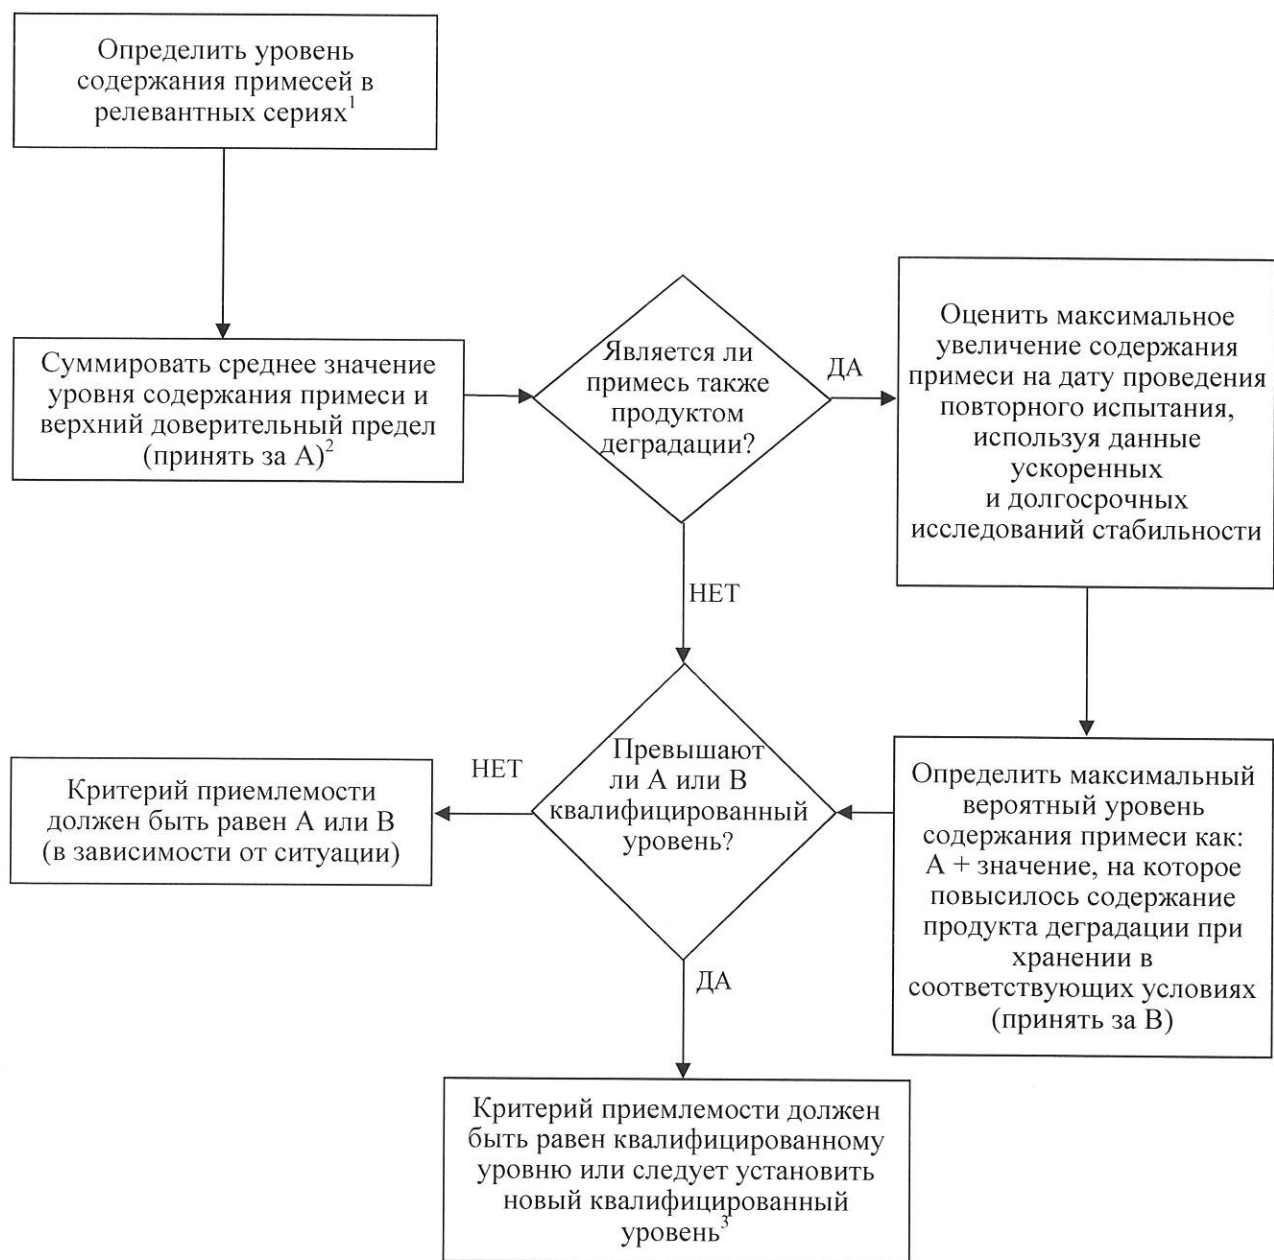 Определить уровень
содержания примесей в
релевантных сериях¹
Суммировать среднее значение
уровня содержания примеси и
верхний доверительный предел
(принять за А)²
Является ли
примесь также
продуктом
деградации?
ДА
Оценить максимальное
увеличение содержания
примеси на дату проведения
повторного испытания,
используя данные
ускоренных
и долгосрочных
исследований стабильности
НЕТ
Превышают
ли А или В
квалифицированный
уровень?
НЕТ
Критерий приемлемости
должен быть равен А или В
(в зависимости от ситуации)
Определить максимальный
вероятный уровень
содержания примеси как:
А + значение, на которое
повысилось содержание
продукта деградации при
хранении в
соответствующих условиях
(принять за В)
ДА
Критерий приемлемости должен
быть равен квалифицированному
уровню или следует установить
новый квалифицированный
уровень³